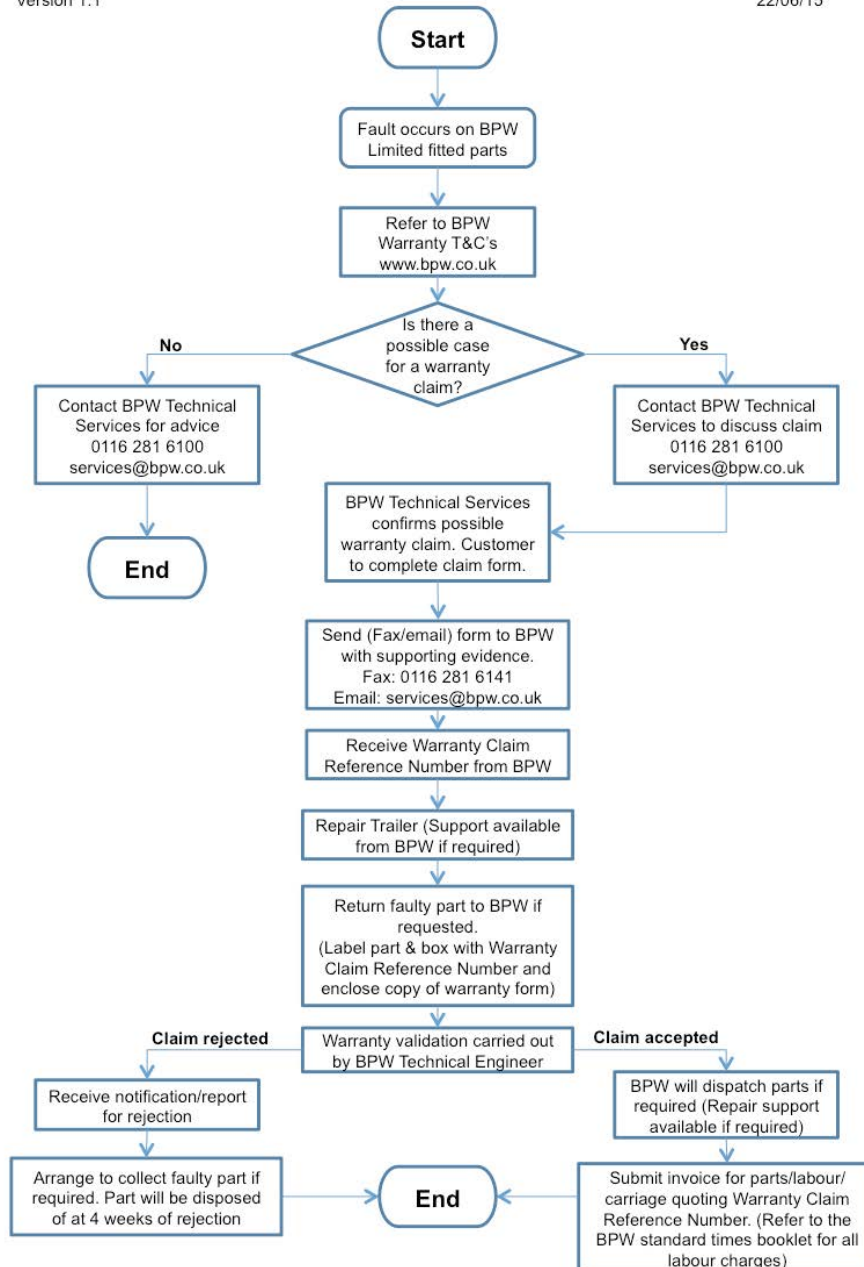 Version 1.1
22/06/15
Start
Fault occurs on BPW
Limited fitted parts
Refer to BPW
Warranty T&C's
www.bpw.co.uk
Is there a
possible case
for a warranty
claim?
No
Yes
Contact BPW Technical
Services for advice
0116 281 6100
services@bpw.co.uk
Contact BPW Technical
Services to discuss claim
0116 281 6100
services@bpw.co.uk
End
BPW Technical Services
confirms possible
warranty claim. Customer
to complete claim form.
Send (Fax/email) form to BPW
with supporting evidence.
Fax: 0116 281 6141
Email: services@bpw.co.uk
Receive Warranty Claim
Reference Number from BPW
Repair Trailer (Support available
from BPW if required)
Return faulty part to BPW if
requested.
(Label part & box with Warranty
Claim Reference Number and
enclose copy of warranty form)
Warranty validation carried out
by BPW Technical Engineer
Claim rejected
Claim accepted
Receive notification/report
for rejection
Arrange to collect faulty part if
required. Part will be disposed
of at 4 weeks of rejection
BPW will dispatch parts if
required (Repair support
available if required)
Submit invoice for parts/labour/
carriage quoting Warranty Claim
Reference Number. (Refer to the
BPW standard times booklet for all
labour charges)
End